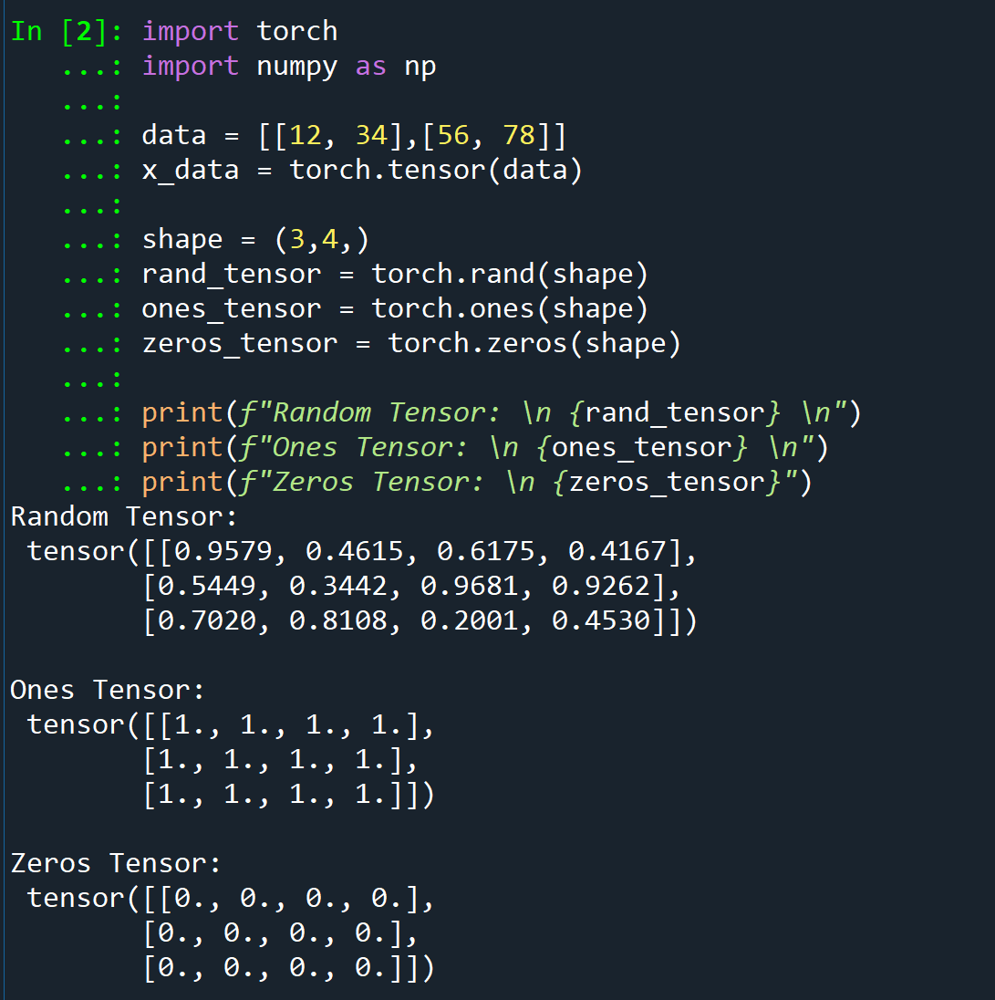 In [2]: import torch
   ...: import numpy as np
   ...:
   ...: data = [[12, 34],[56, 78]]
   ...: x_data = torch.tensor(data)
   ...:
   ...: shape = (3,4,)
   ...: rand_tensor = torch.rand(shape)
   ...: ones_tensor = torch.ones(shape)
   ...: zeros_tensor = torch.zeros(shape)
   ...:
   ...: print(f"Random Tensor: \n {rand_tensor} \n")
   ...: print(f"Ones Tensor: \n {ones_tensor} \n")
   ...: print(f"Zeros Tensor: \n {zeros_tensor}")
Random Tensor:
 tensor([[0.9579, 0.4615, 0.6175, 0.4167],
        [0.5449, 0.3442, 0.9681, 0.9262],
        [0.7020, 0.8108, 0.2001, 0.4530]])

Ones Tensor:
 tensor([[1., 1., 1., 1.],
        [1., 1., 1., 1.],
        [1., 1., 1., 1.]])

Zeros Tensor:
 tensor([[0., 0., 0., 0.],
        [0., 0., 0., 0.],
        [0., 0., 0., 0.]])